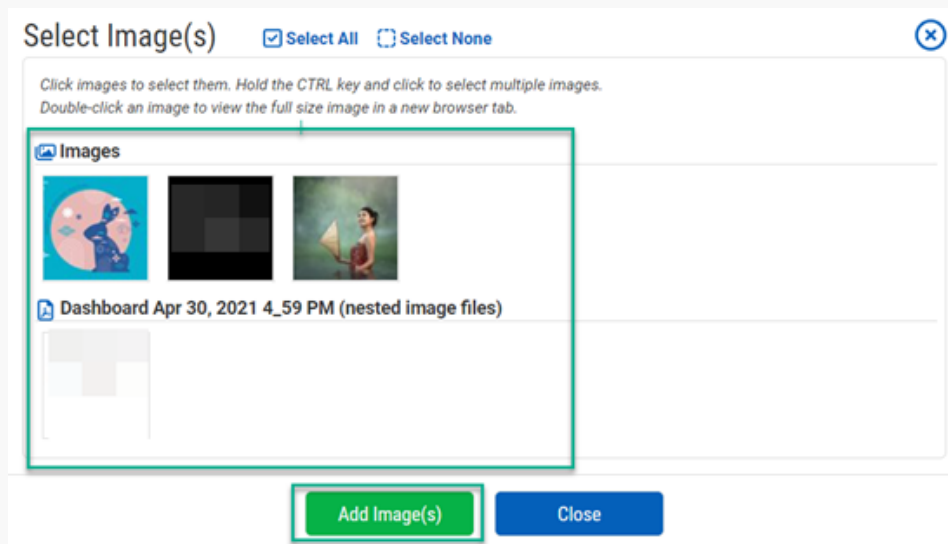 Select Image(s) Select All Select None
Click images to select them. Hold the CTRL key and click to select multiple images.
Double-click an image to view the full size image in a new browser tab.
Images
Dashboard Apr 30, 2021 4_59 PM (nested image files)
Add Image(s) Close